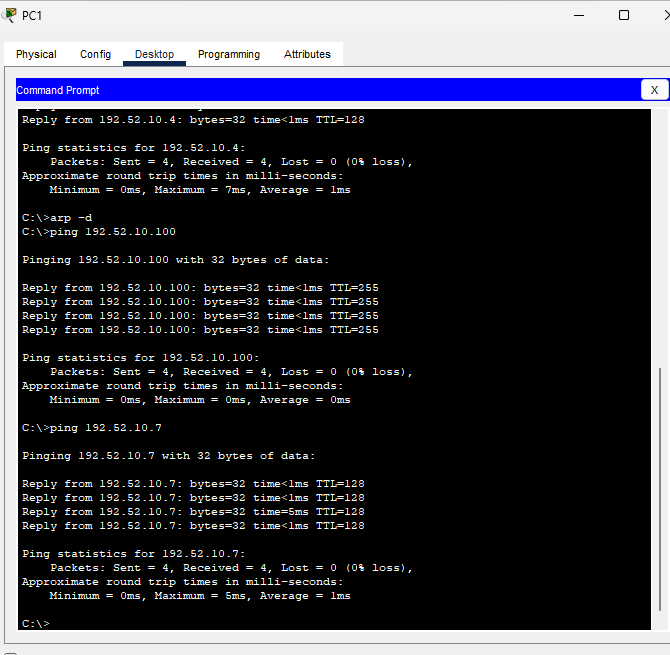 PC1
Physical Config Desktop Programming Attributes
Command Prompt X
Reply from 192.52.10.4: bytes=32 time<1ms TTL=128
Ping statistics for 192.52.10.4:
Packets: Sent = 4, Received = 4, Lost = 0 (0% loss),
Approximate round trip times in milli-seconds:
Minimum = 0ms, Maximum = 7ms, Average = 1ms
C:\>arp -d
C:\>ping 192.52.10.100
Pinging 192.52.10.100 with 32 bytes of data:
Reply from 192.52.10.100: bytes=32 time<1ms TTL=255
Reply from 192.52.10.100: bytes=32 time<1ms TTL=255
Reply from 192.52.10.100: bytes=32 time<1ms TTL=255
Reply from 192.52.10.100: bytes=32 time<1ms TTL=255
Ping statistics for 192.52.10.100:
Packets: Sent = 4, Received = 4, Lost = 0 (0% loss),
Approximate round trip times in milli-seconds:
Minimum = 0ms, Maximum = 0ms, Average = 0ms
C:\>ping 192.52.10.7
Pinging 192.52.10.7 with 32 bytes of data:
Reply from 192.52.10.7: bytes=32 time<1ms TTL=128
Reply from 192.52.10.7: bytes=32 time<1ms TTL=128
Reply from 192.52.10.7: bytes=32 time=5ms TTL=128
Reply from 192.52.10.7: bytes=32 time<1ms TTL=128
Ping statistics for 192.52.10.7:
Packets: Sent = 4, Received = 4, Lost = 0 (0% loss),
Approximate round trip times in milli-seconds:
Minimum = 0ms, Maximum = 5ms, Average = 1ms
C:\>